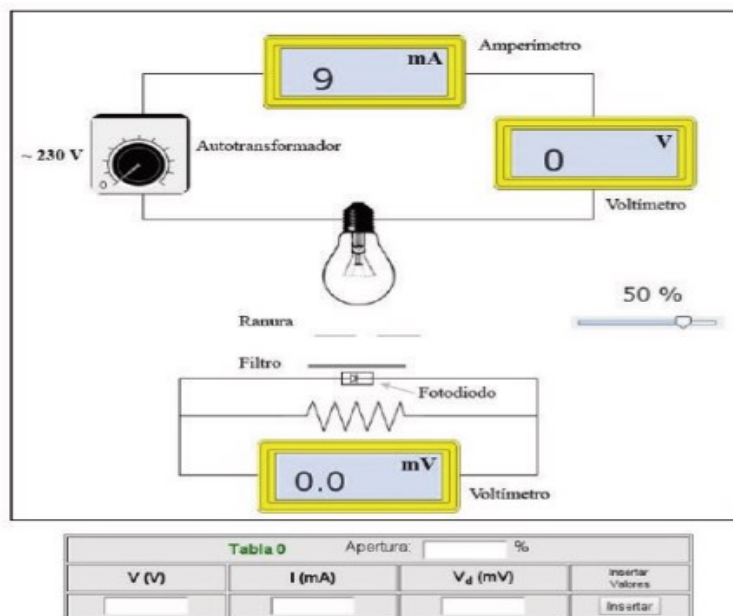 mA
9
Amperímetro
~ 230 V
Autotransformador
0
V
0
Voltímetro
50 %
Ranura
Filtro
Fotodiodo
mV
0.0
Voltímetro
Tabla 0 Apertura: %
V (V) I (mA) V_d (mV) Insertar Valores
Insertar